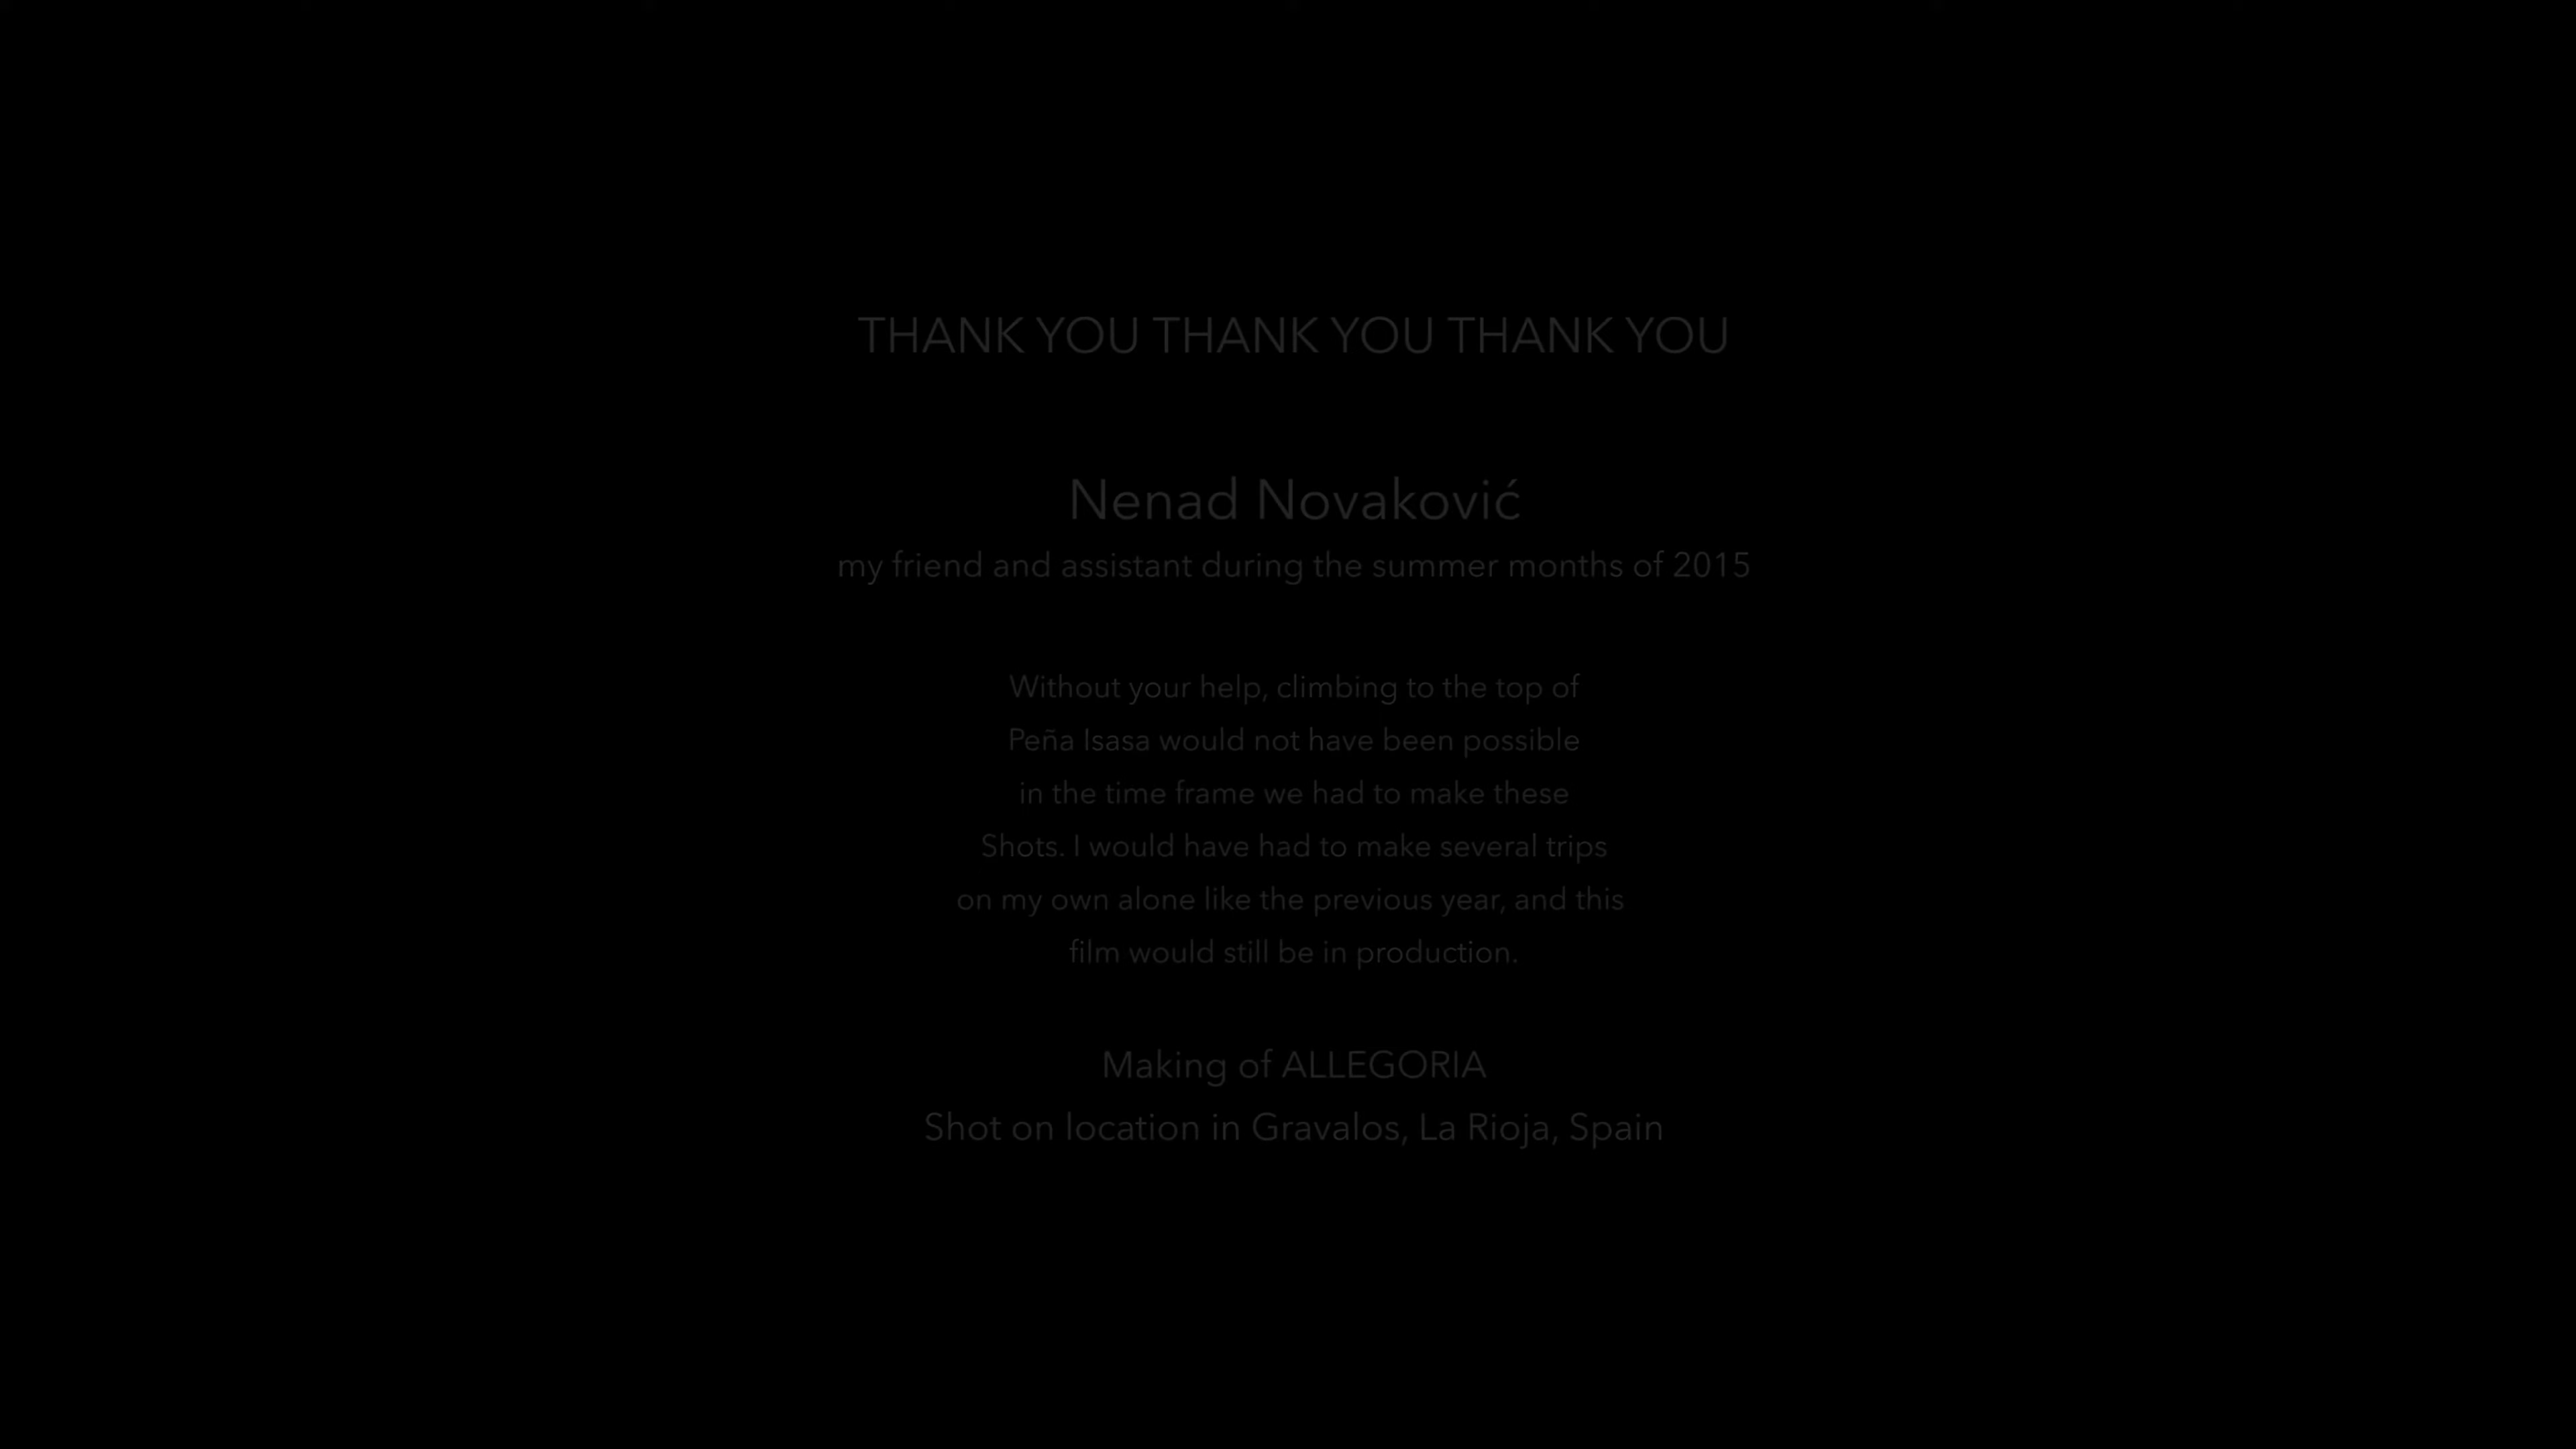 THANK YOU THANK YOU THANK YOU
Nenad Novaković
my friend and assistant during the summer months of 2015
Without your help, climbing to the top of
Peña Isasa would not have been possible
in the time frame we had to make these
Shots. I would have had to make several trips
on my own alone like the previous year, and this
film would still be in production.
Making of ALLEGORIA
Shot on location in Gravalos, La Rioja, Spain